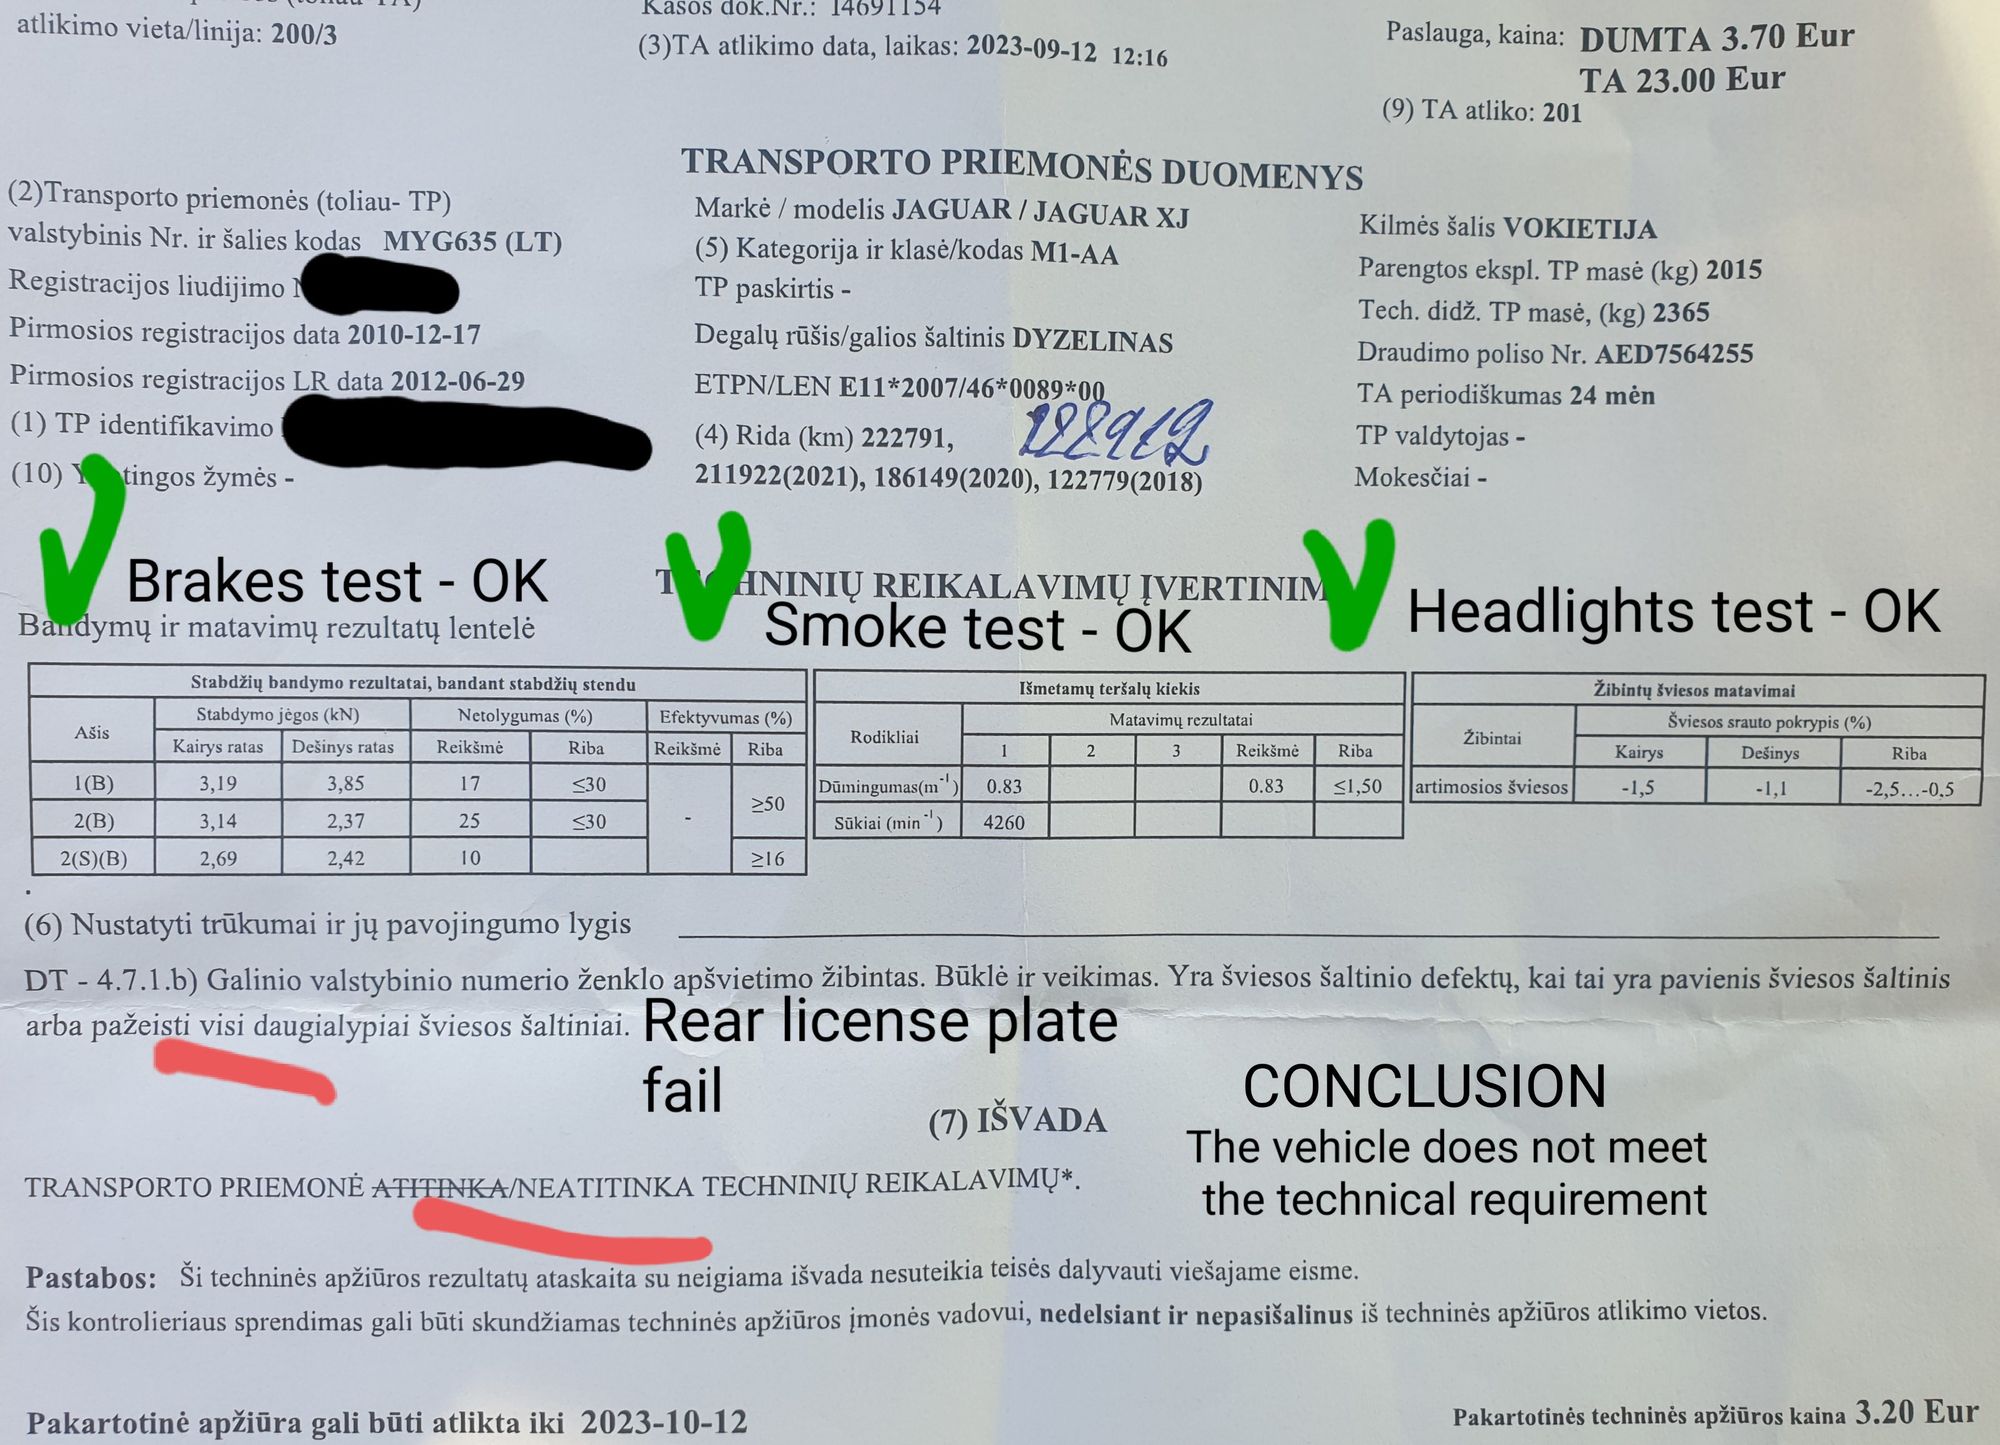 (toliau TA)
atlikimo vieta/linija: 200/3
Kasos dok.Nr.: 14691154
(3)TA atlikimo data, laikas: 2023-09-12 12:16
Paslauga, kaina: DUMTA 3.70 Eur
TA 23.00 Eur
(9) TA atliko: 201
TRANSPORTO PRIEMONĖS DUOMENYS
(2)Transporto priemonės (toliau- TP)
valstybinis Nr. ir šalies kodas MYG635 (LT)
Registracijos liudijimo
Pirmosios registracijos data 2010-12-17
Pirmosios registracijos LR data 2012-06-29
(1) TP identifikavimo
(10) Y tingos žymės -
Markė / modelis JAGUAR / JAGUAR XJ
(5) Kategorija ir klasė/kodas M1-AA
TP paskirtis -
Degalų rūšis/galios šaltinis DYZELINAS
ETPN/LEN E11*2007/46*0089*00
(4) Rida (km) 222791,
211922(2021), 186149(2020), 122779(2018)
Kilmės šalis VOKIETIJA
Parengtos ekspl. TP masė (kg) 2015
Tech. didž. TP masė, (kg) 2365
Draudimo poliso Nr. AED7564255
TA periodiškumas 24 mėn
TP valdytojas -
Mokesčiai -
Brakes test - OK
T HNINIŲ REIKALAVIMŲ ĮVERTINIM
Smoke test - OK
Headlights test - OK
Bandymų ir matavimų rezultatų lentelė
Stabdžių bandymo rezultatai, bandant stabdžių stendu
Ašis Stabdymo jėgos (kN) Netolygumas (%) Efektyvumas (%)
Kairys ratas Dešinys ratas Reikšmė Riba Reikšmė Riba
1(B) 3,19 3,85 17 ≤30 - ≥50
2(B) 3,14 2,37 25 ≤30
2(S)(B) 2,69 2,42 10 ≥16
Išmetamų teršalų kiekis
Rodikliai Matavimų rezultatai
1 2 3 Reikšmė Riba
Dūmingumas(m⁻¹) 0.83 0.83 ≤1,50
Sūkiai (min⁻¹) 4260
Žibintų šviesos matavimai
Žibintai Šviesos srauto pokrypis (%)
Kairys Dešinys Riba
artimosios šviesos -1,5 -1,1 -2,5...-0,5
(6) Nustatyti trūkumai ir jų pavojingumo lygis
DT - 4.7.1.b) Galinio valstybinio numerio ženklo apšvietimo žibintas. Būklė ir veikimas. Yra šviesos šaltinio defektų, kai tai yra pavienis šviesos šaltinis
arba pažeisti visi daugialypiai šviesos šaltiniai.
Rear license plate
fail
(7) IŠVADA
CONCLUSION
The vehicle does not meet
the technical requirement
TRANSPORTO PRIEMONĖ ATITINKA/NEATITINKA TECHNINIŲ REIKALAVIMŲ*.
Pastabos: Ši techninės apžiūros rezultatų ataskaita su neigiama išvada nesuteikia teisės dalyvauti viešajame eisme.
Šis kontrolieriaus sprendimas gali būti skundžiamas techninės apžiūros įmonės vadovui, nedelsiant ir nepasišalinus iš techninės apžiūros atlikimo vietos.
Pakartotinė apžiūra gali būti atlikta iki 2023-10-12
Pakartotinės techninės apžiūros kaina 3.20 Eur